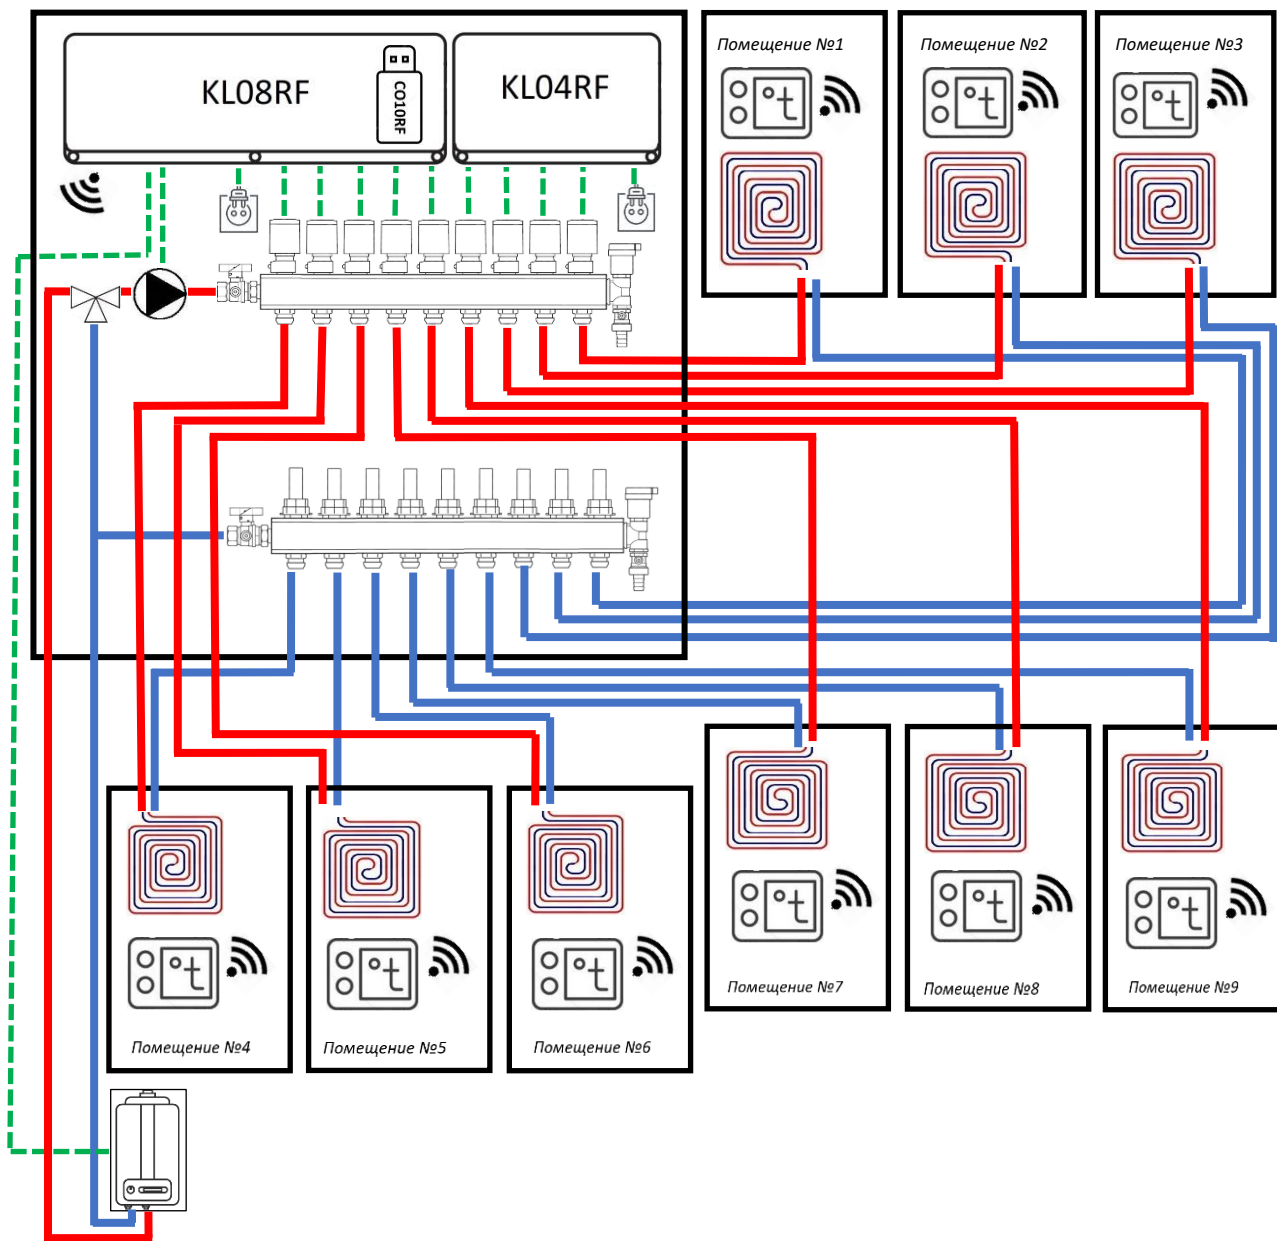 KL08RF
CO10RF
KL04RF
Помещение №1
Помещение №2
Помещение №3
°t
°t
°t
°t
°t
°t
Помещение №7
Помещение №8
Помещение №9
°t
°t
°t
Помещение №4
Помещение №5
Помещение №6